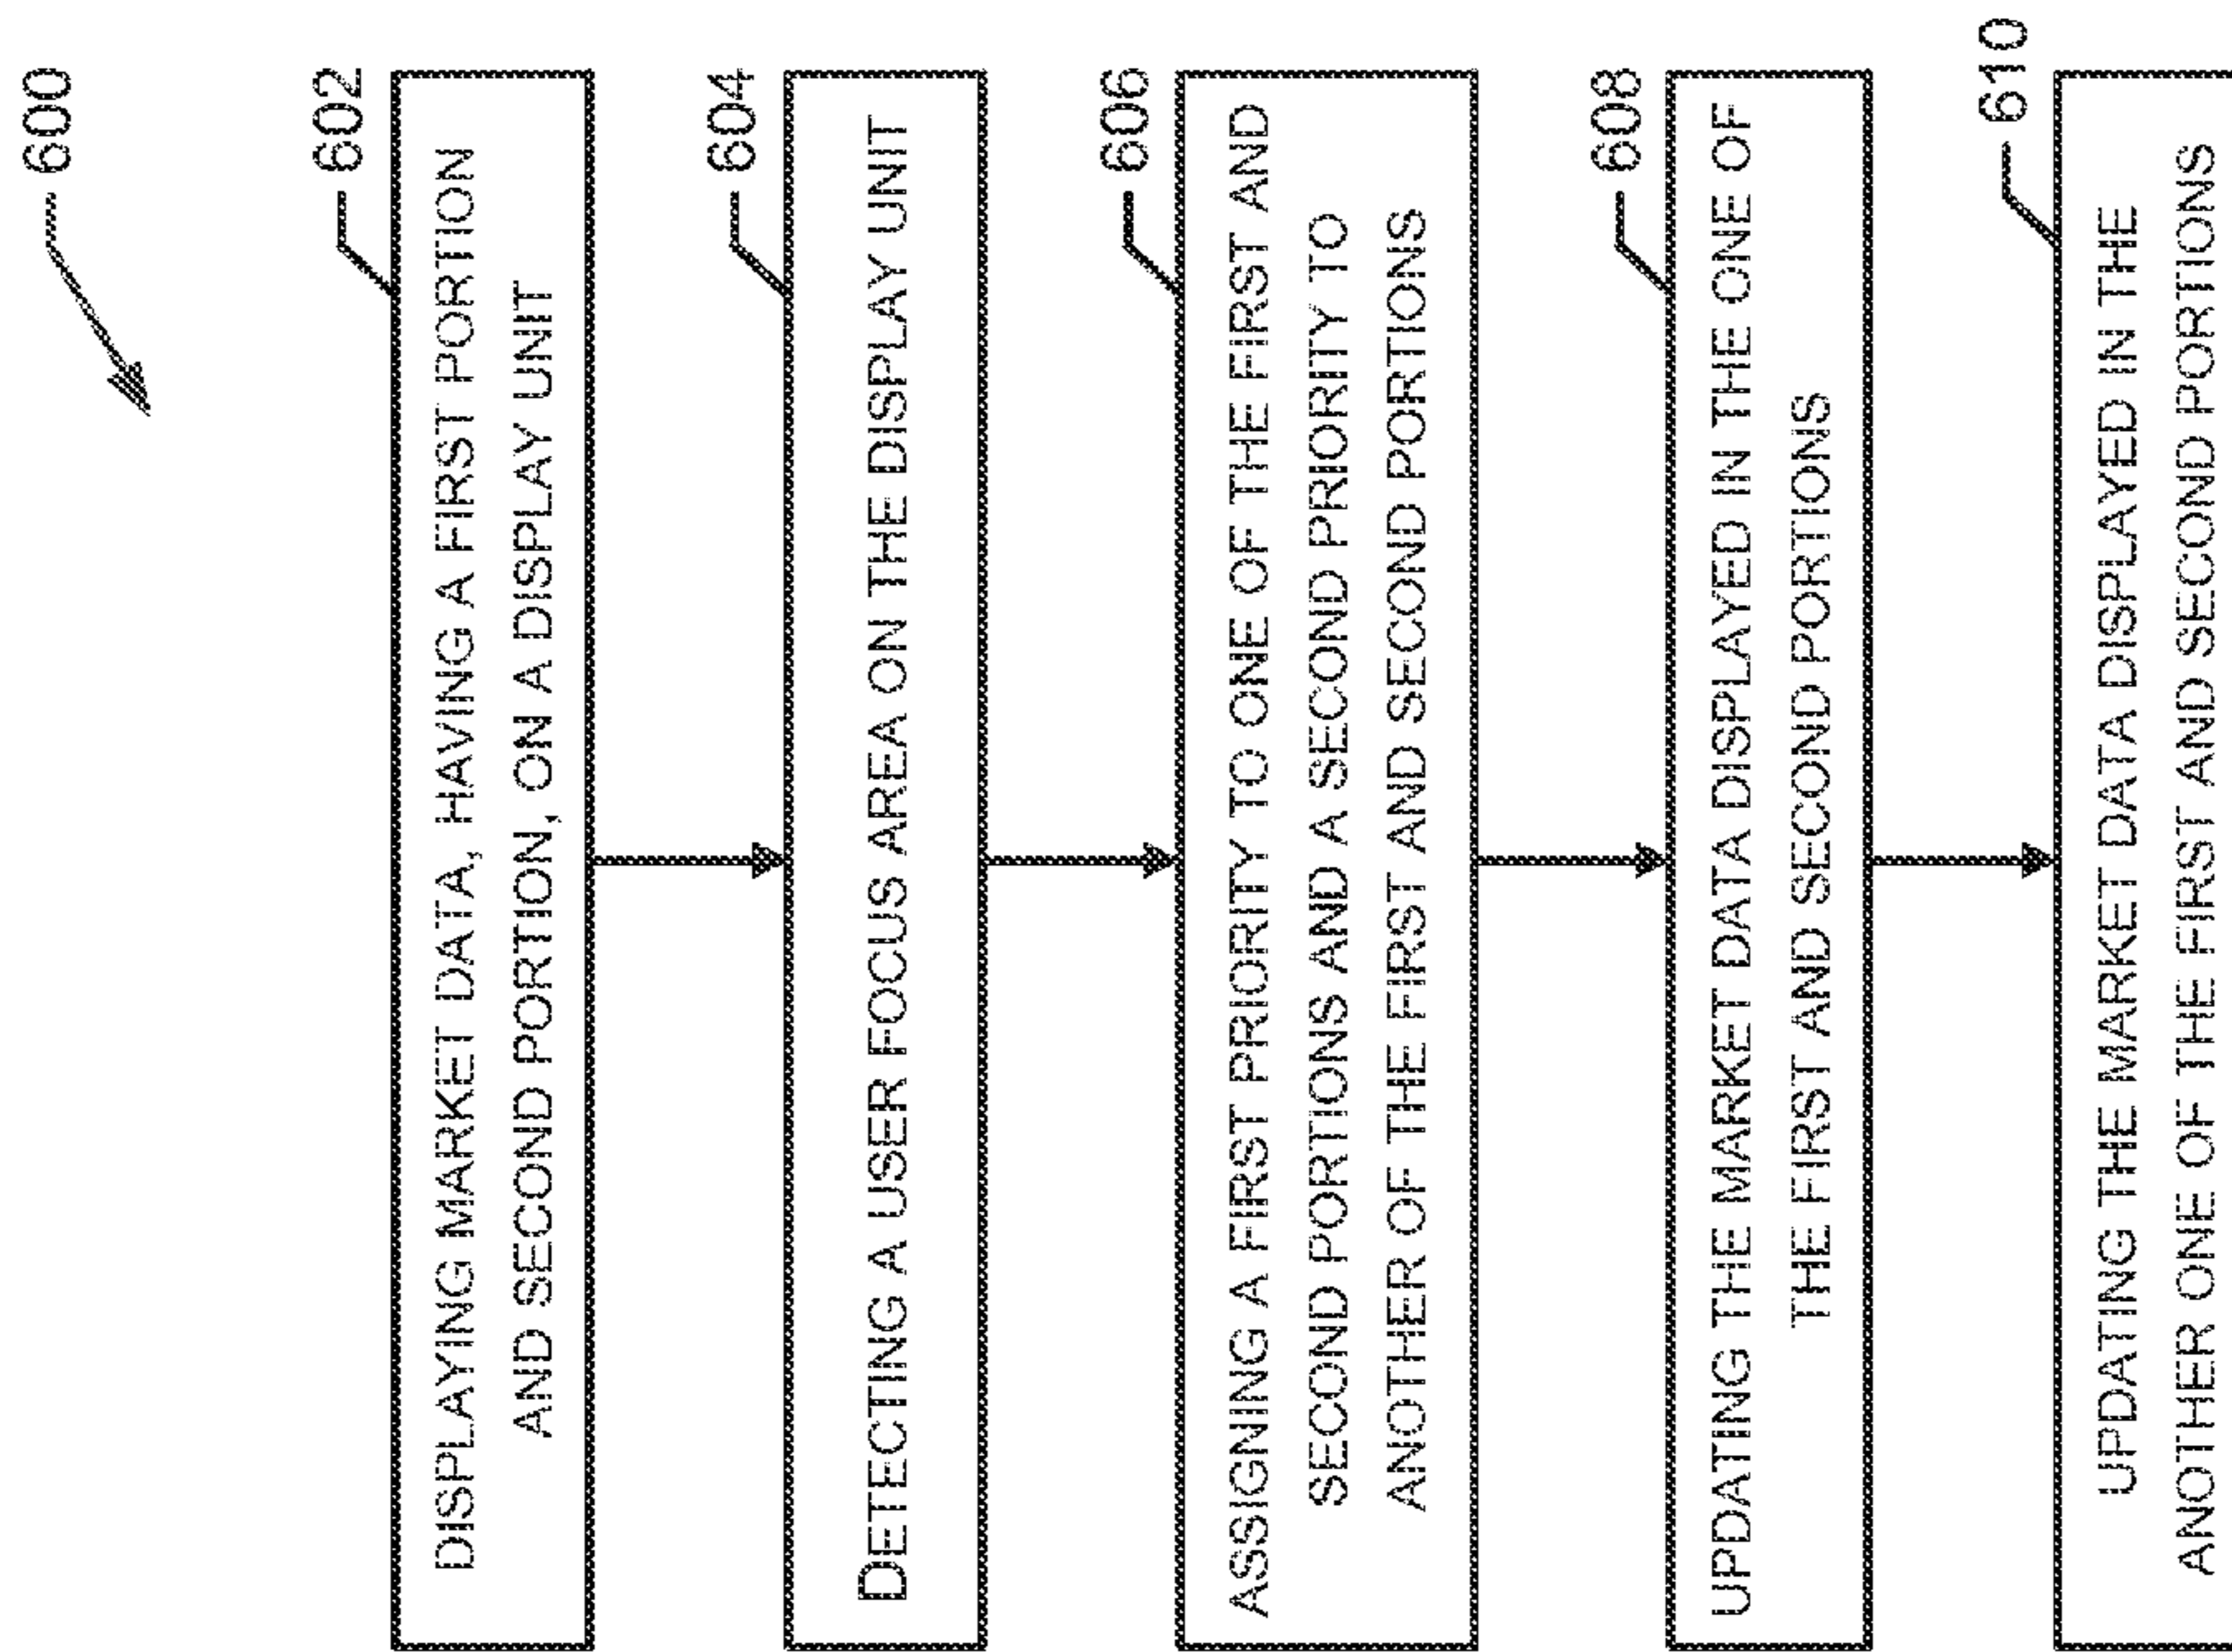 600
602
DISPLAYING MARKET DATA, HAVING A FIRST PORTION
AND SECOND PORTION, ON A DISPLAY UNIT
604
DETECTING A USER FOCUS AREA ON THE DISPLAY UNIT
606
ASSIGNING A FIRST PRIORITY TO ONE OF THE FIRST AND
SECOND PORTIONS AND A SECOND PRIORITY TO
ANOTHER OF THE FIRST AND SECOND PORTIONS
608
UPDATING THE MARKET DATA DISPLAYED IN THE ONE OF
THE FIRST AND SECOND PORTIONS
610
UPDATING THE MARKET DATA DISPLAYED IN THE
ANOTHER ONE OF THE FIRST AND SECOND PORTIONS